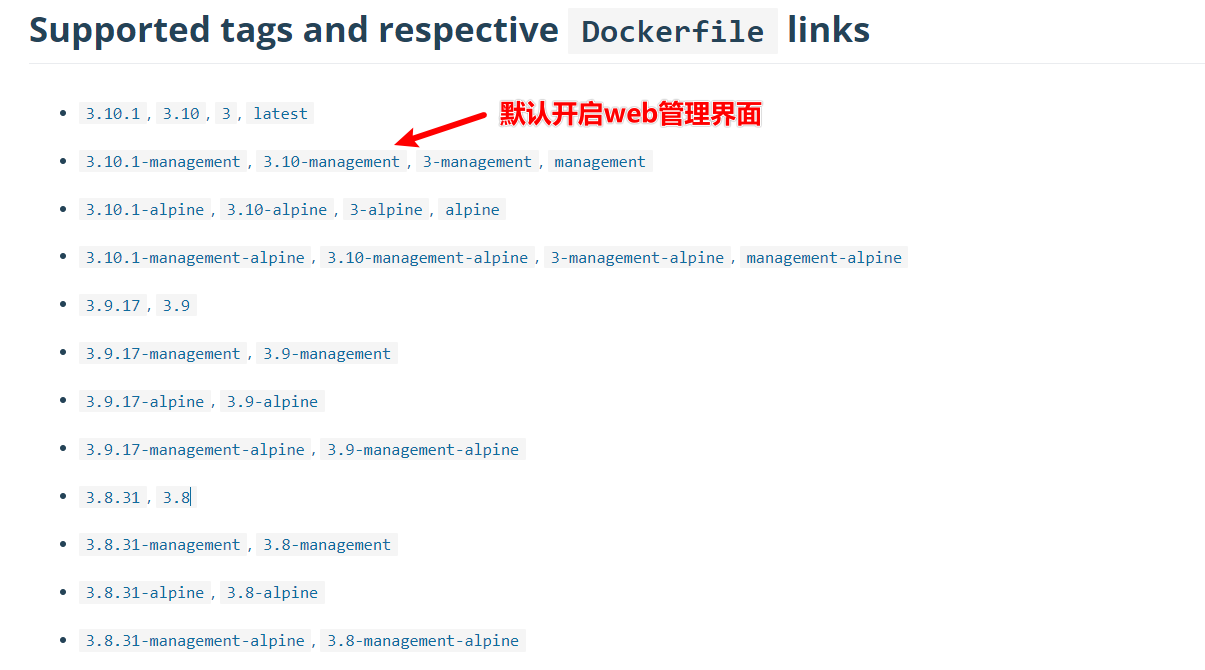 Supported tags and respective Dockerfile links
3.10.1, 3.10, 3, latest
默认开启web管理界面
3.10.1-management, 3.10-management, 3-management, management
3.10.1-alpine, 3.10-alpine, 3-alpine, alpine
3.10.1-management-alpine, 3.10-management-alpine, 3-management-alpine, management-alpine
3.9.17, 3.9
3.9.17-management, 3.9-management
3.9.17-alpine, 3.9-alpine
3.9.17-management-alpine, 3.9-management-alpine
3.8.31, 3.8
3.8.31-management, 3.8-management
3.8.31-alpine, 3.8-alpine
3.8.31-management-alpine, 3.8-management-alpine